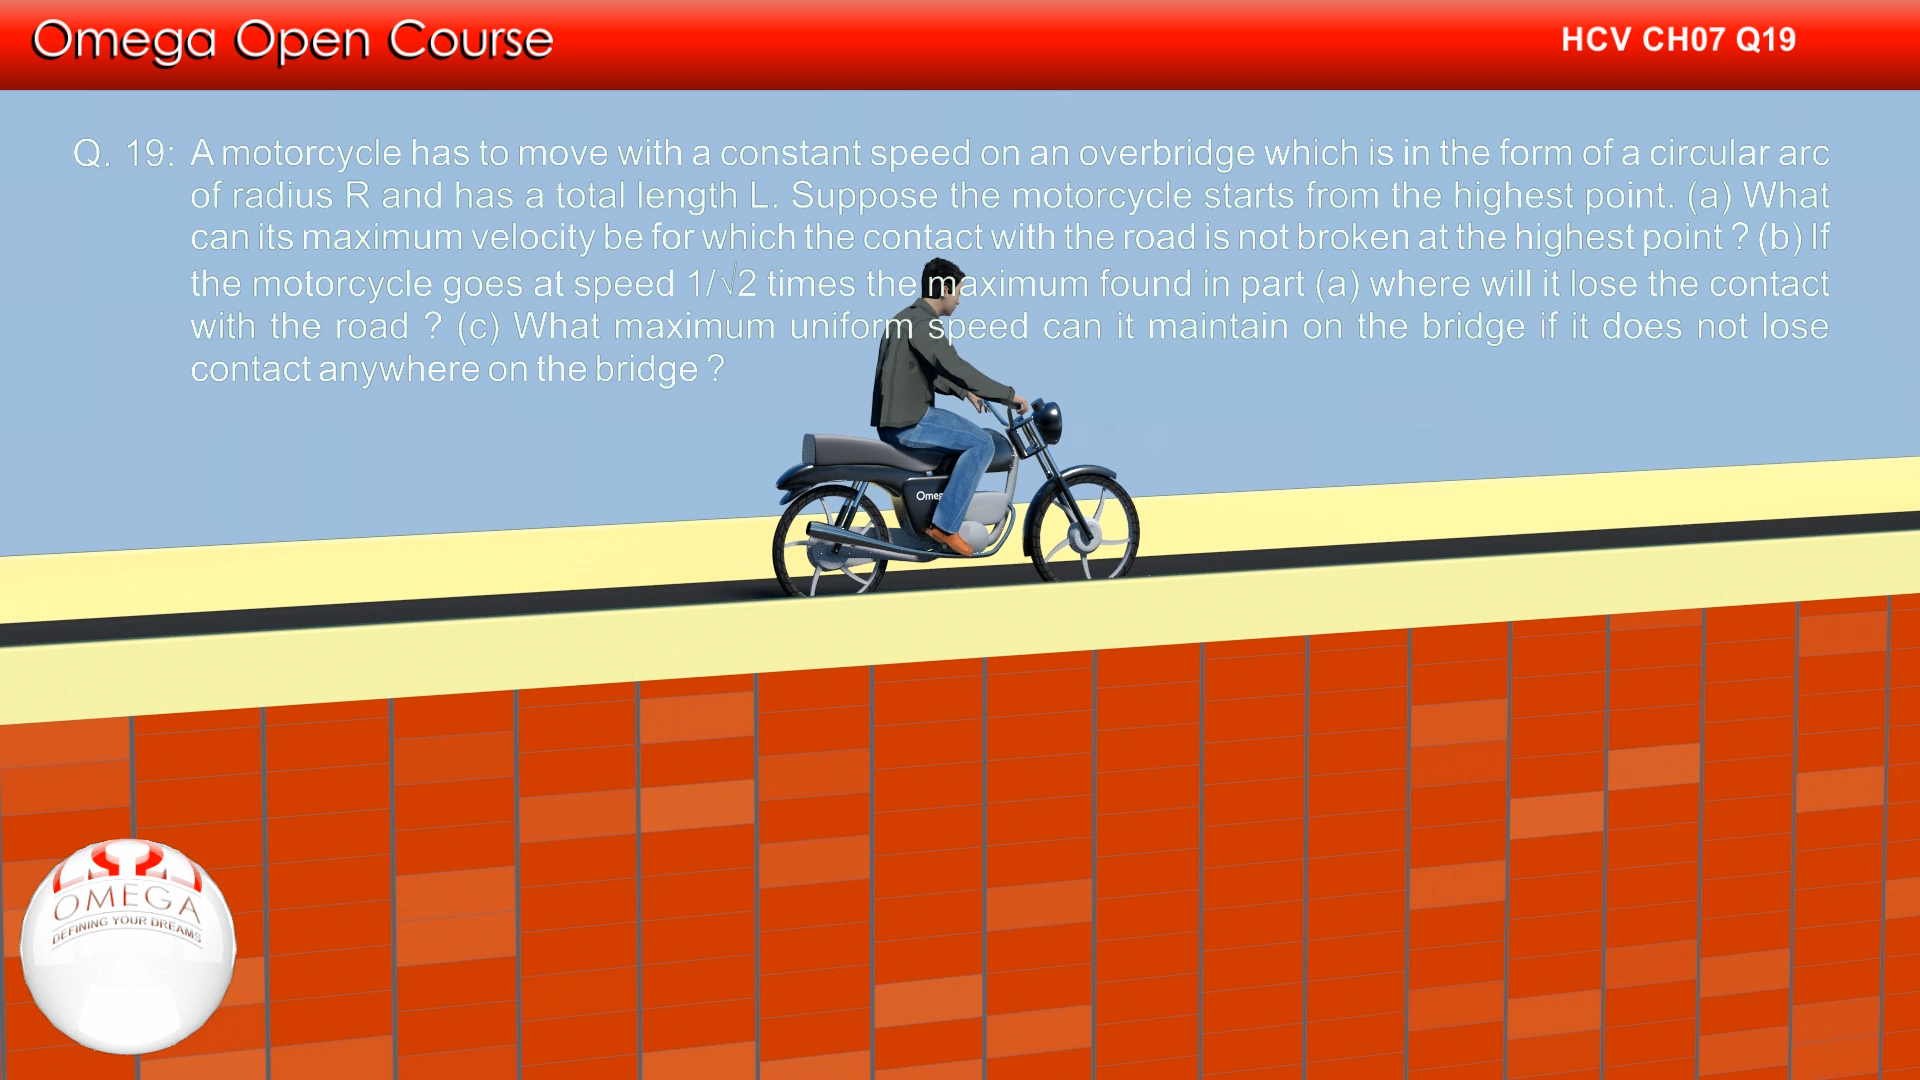 Omega Open Course
HCV CH07 Q19
Q. 19: A motorcycle has to move with a constant speed on an overbridge which is in the form of a circular arc
of radius R and has a total length L. Suppose the motorcycle starts from the highest point. (a) What
can its maximum velocity be for which the contact with the road is not broken at the highest point ? (b) If
the motorcycle goes at speed 1/√2 times the maximum found in part (a) where will it lose the contact
with the road ? (c) What maximum uniform speed can it maintain on the bridge if it does not lose
contact anywhere on the bridge ?
Omeg
OMEGA
DEFINING YOUR DREAMS